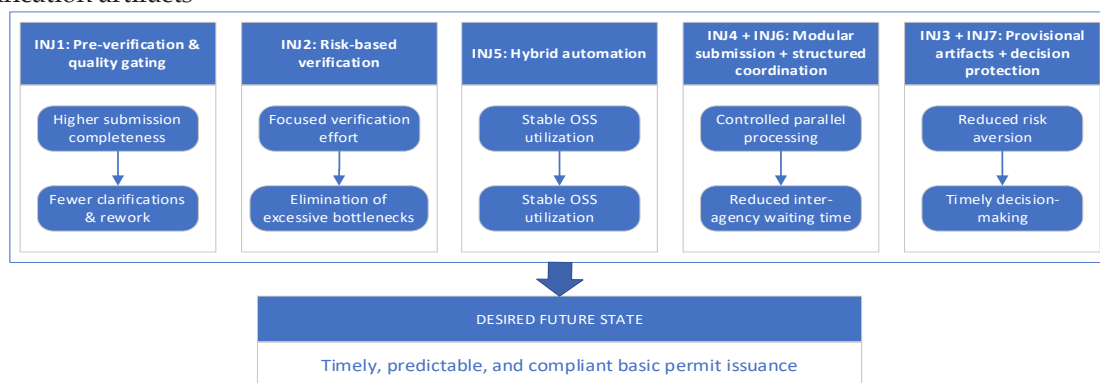 ification artifacts
INJ1: Pre-verification &
quality gating
Higher submission
completeness
Fewer clarifications
& rework
INJ2: Risk-based
verification
Focused verification
effort
Elimination of
excessive bottlenecks
INJ5: Hybrid automation
Stable OSS
utilization
Stable OSS
utilization
INJ4 + INJ6: Modular
submission + structured
coordination
Controlled parallel
processing
Reduced inter-
agency waiting time
INJ3 + INJ7: Provisional
artifacts + decision
protection
Reduced risk
aversion
Timely decision-
making
DESIRED FUTURE STATE
Timely, predictable, and compliant basic permit issuance